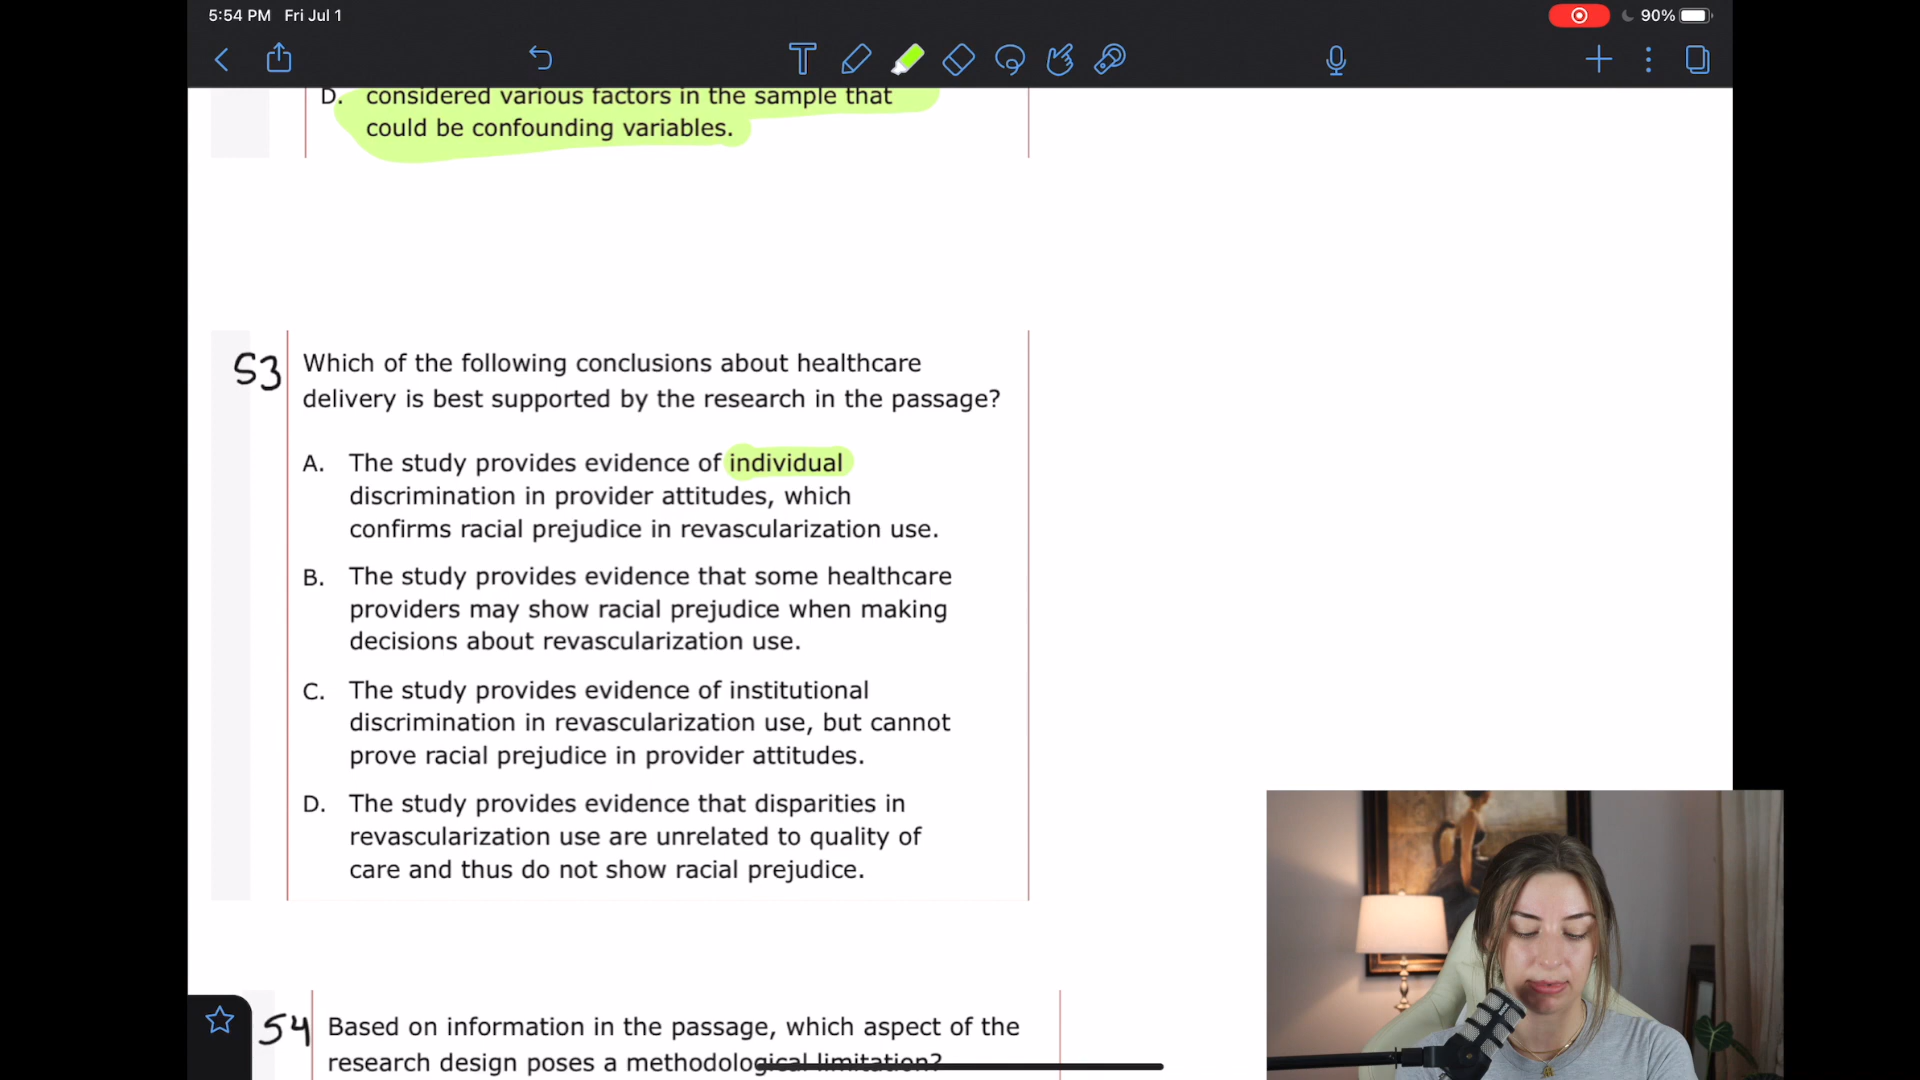 5:54 PM Fri Jul 1
90%
D. considered various factors in the sample that
could be confounding variables.
53
Which of the following conclusions about healthcare
delivery is best supported by the research in the passage?
A. The study provides evidence of individual
discrimination in provider attitudes, which
confirms racial prejudice in revascularization use.
B. The study provides evidence that some healthcare
providers may show racial prejudice when making
decisions about revascularization use.
C. The study provides evidence of institutional
discrimination in revascularization use, but cannot
prove racial prejudice in provider attitudes.
D. The study provides evidence that disparities in
revascularization use are unrelated to quality of
care and thus do not show racial prejudice.
54
Based on information in the passage, which aspect of the
research design poses a methodological limitation?